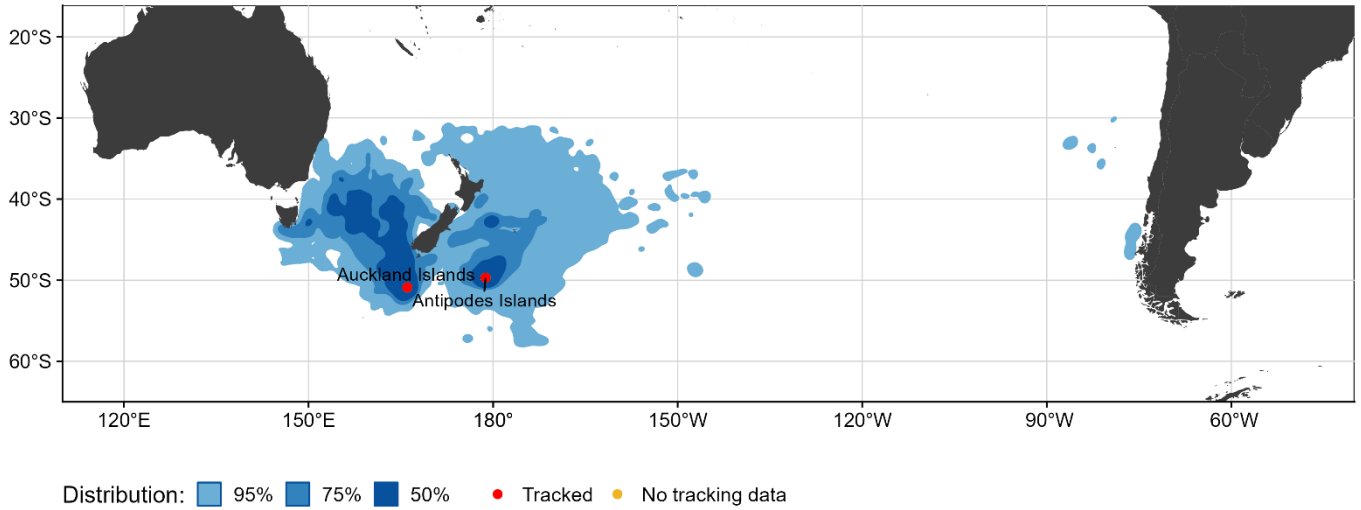 20°S
30°S
40°S
50°S
60°S
Auckland Islands
Antipodes Islands
120°E 150°E 180° 150°W 120°W 90°W 60°W
Distribution: 95% 75% 50% Tracked No tracking data